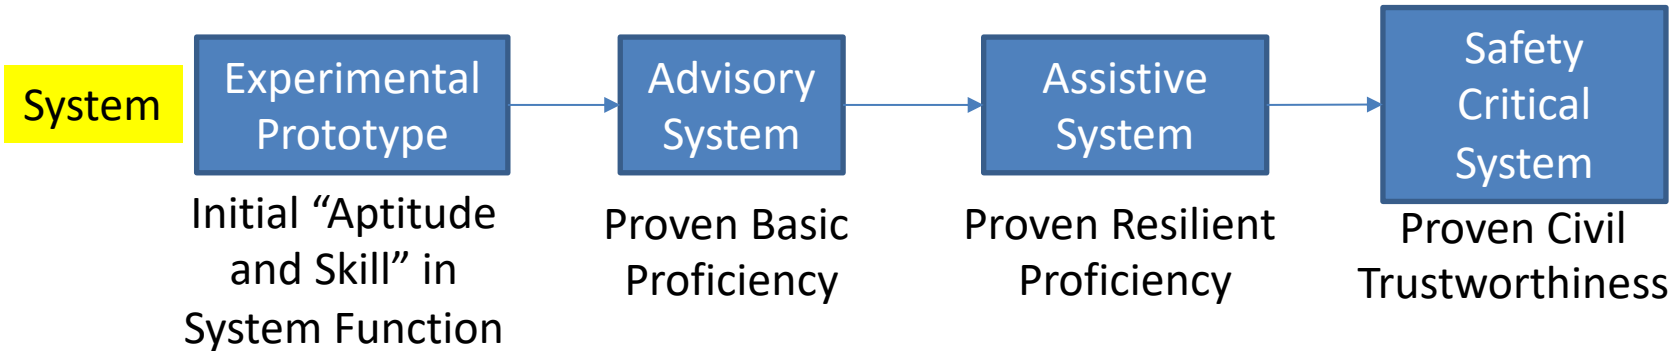 System
Experimental
Prototype
Initial “Aptitude
and Skill” in
System Function
Advisory
System
Proven Basic
Proficiency
Assistive
System
Proven Resilient
Proficiency
Safety
Critical
System
Proven Civil
Trustworthiness